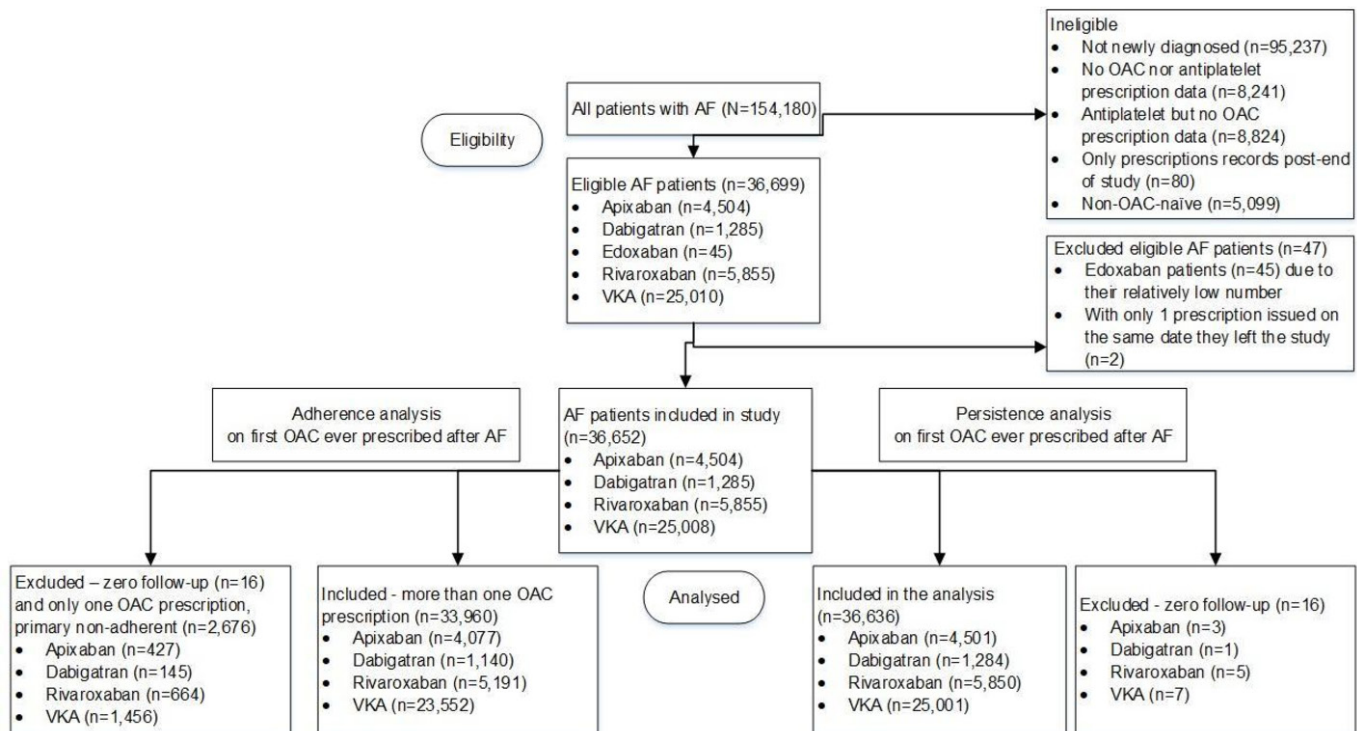 Ineligible
• Not newly diagnosed (n=95,237)
• No OAC nor antiplatelet
prescription data (n=8,241)
• Antiplatelet but no OAC
prescription data (n=8,824)
• Only prescriptions records post-end
of study (n=80)
• Non-OAC-naïve (n=5,099)
All patients with AF (N=154,180)
Eligibility
Eligible AF patients (n=36,699)
• Apixaban (n=4,504)
• Dabigatran (n=1,285)
• Edoxaban (n=45)
• Rivaroxaban (n=5,855)
• VKA (n=25,010)
Excluded eligible AF patients (n=47)
• Edoxaban patients (n=45) due to
their relatively low number
• With only 1 prescription issued on
the same date they left the study
(n=2)
Adherence analysis
on first OAC ever prescribed after AF
AF patients included in study
(n=36,652)
• Apixaban (n=4,504)
• Dabigatran (n=1,285)
• Rivaroxaban (n=5,855)
• VKA (n=25,008)
Persistence analysis
on first OAC ever prescribed after AF
Excluded – zero follow-up (n=16)
and only one OAC prescription,
primary non-adherent (n=2,676)
• Apixaban (n=427)
• Dabigatran (n=145)
• Rivaroxaban (n=664)
• VKA (n=1,456)
Included - more than one OAC
prescription (n=33,960)
• Apixaban (n=4,077)
• Dabigatran (n=1,140)
• Rivaroxaban (n=5,191)
• VKA (n=23,552)
Analysed
Included in the analysis
(n=36,636)
• Apixaban (n=4,501)
• Dabigatran (n=1,284)
• Rivaroxaban (n=5,850)
• VKA (n=25,001)
Excluded - zero follow-up (n=16)
• Apixaban (n=3)
• Dabigatran (n=1)
• Rivaroxaban (n=5)
• VKA (n=7)